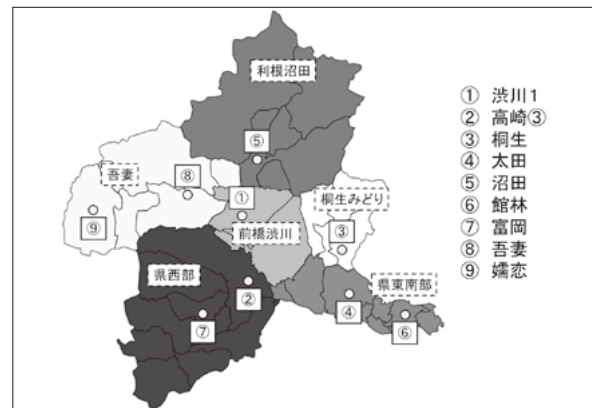 利根沼田
⑤
吾妻
⑧
①
桐生みどり
⑨
③
前橋渋川
県西部
②
県東南部
⑦
④
⑥
① 渋川1
② 高崎③
③ 桐生
④ 太田
⑤ 沼田
⑥ 館林
⑦ 富岡
⑧ 吾妻
⑨ 嬬恋